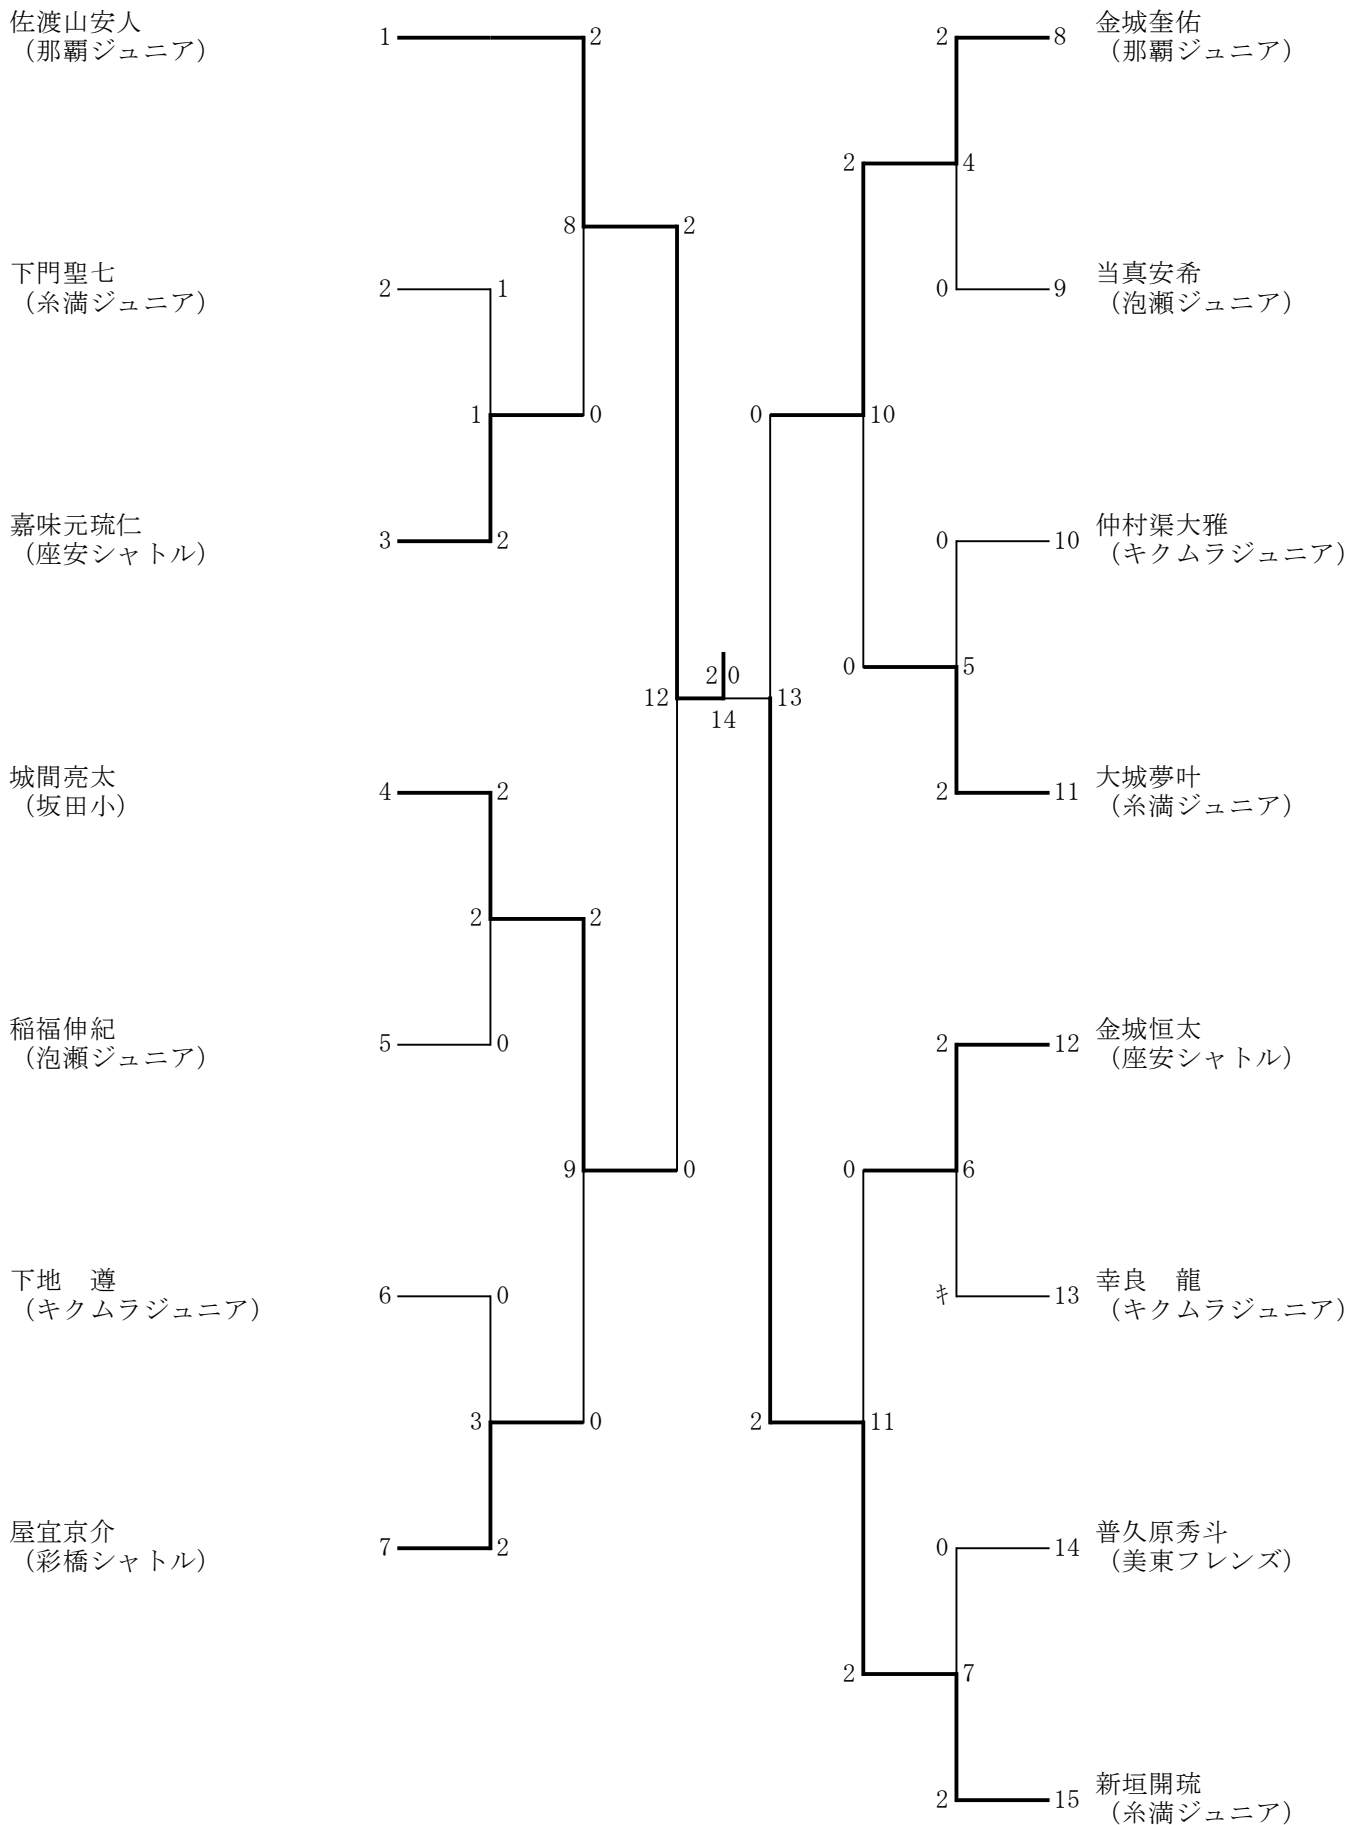 佐渡山安人
（那覇ジュニア）
1
2
下門聖七
（糸満ジュニア）
2
1
嘉味元琉仁
（座安シャトル）
3
2
1
0
8
2
城間亮太
（坂田小）
4
2
稲福伸紀
（泡瀬ジュニア）
5
0
2
2
下地　遵
（キクムラジュニア）
6
0
屋宜京介
（彩橋シャトル）
7
2
3
0
9
0
12
2
0
14
13
金城奎佑
（那覇ジュニア）
2
8
当真安希
（泡瀬ジュニア）
0
9
2
4
仲村渠大雅
（キクムラジュニア）
0
10
大城夢叶
（糸満ジュニア）
2
11
0
5
0
10
金城恒太
（座安シャトル）
2
12
幸良　龍
（キクムラジュニア）
ｷ
13
0
6
普久原秀斗
（美東フレンズ）
0
14
新垣開琉
（糸満ジュニア）
2
15
2
7
2
11